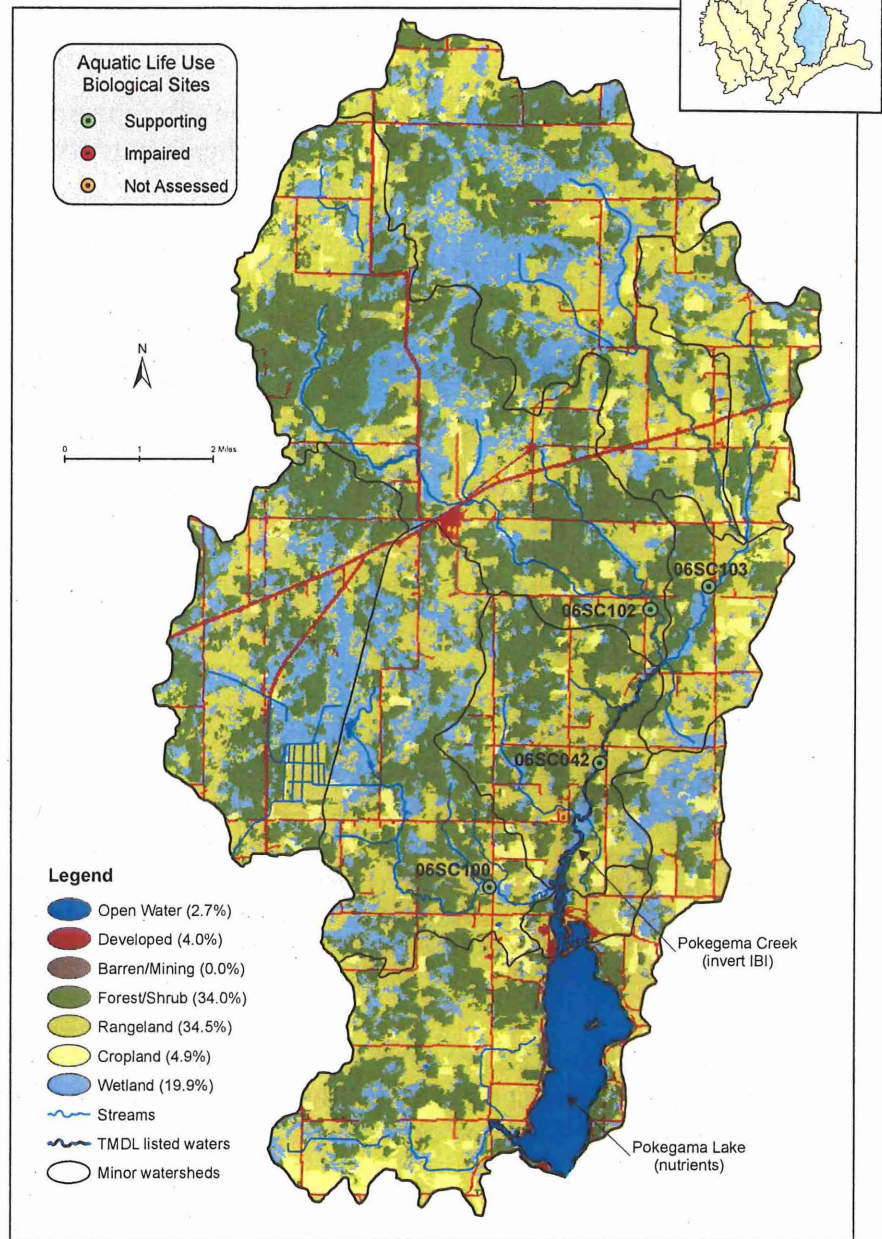 Aquatic Life Use
Biological Sites
Supporting
Impaired
Not Assessed
N
0 1 2 Miles
06SC103
06SC102
06SC042
06SC100
Pokegema Creek
(invert IBI)
Pokegama Lake
(nutrients)
Legend
Open Water (2.7%)
Developed (4.0%)
Barren/Mining (0.0%)
Forest/Shrub (34.0%)
Rangeland (34.5%)
Cropland (4.9%)
Wetland (19.9%)
Streams
TMDL listed waters
Minor watersheds